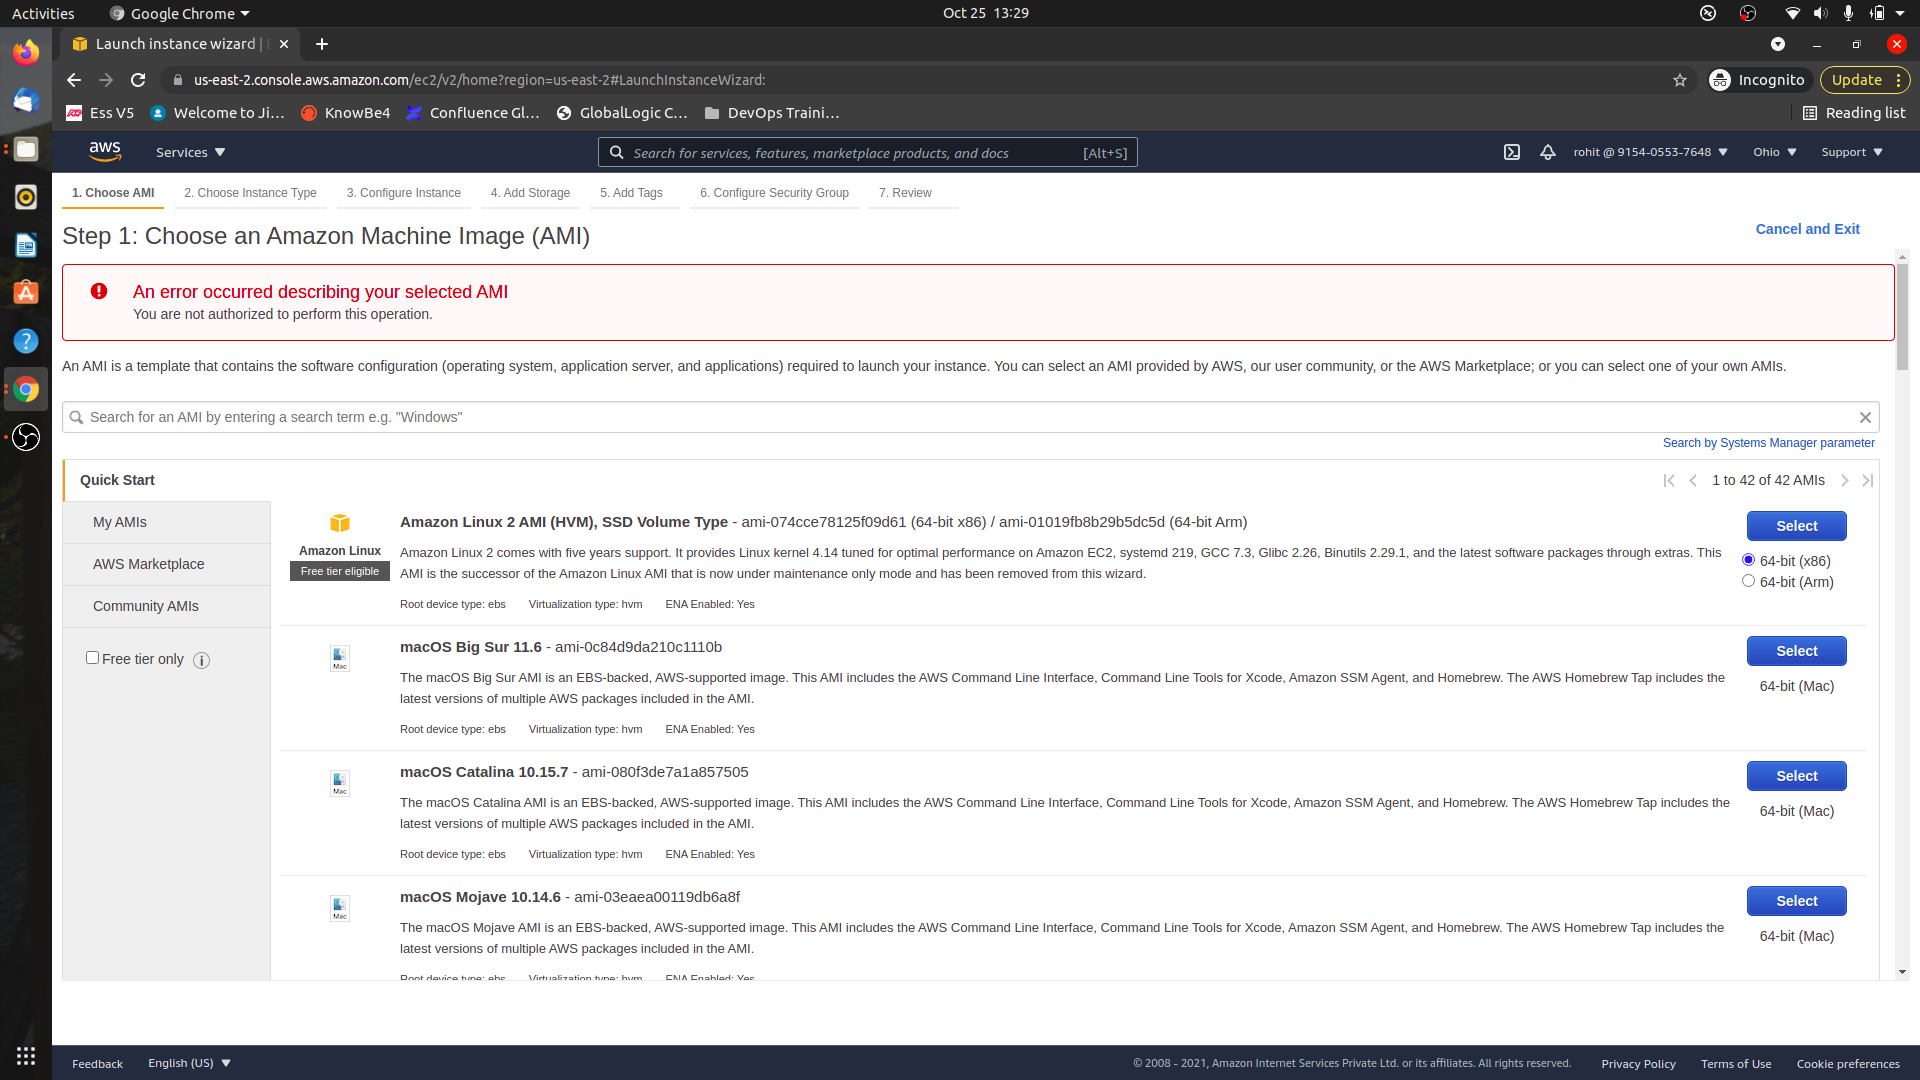 Activities
Google Chrome
Oct 25 13:29
Launch instance wizard |
us-east-2.console.aws.amazon.com/ec2/v2/home?region=us-east-2#LaunchInstanceWizard:
Incognito
Update
Ess V5
Welcome to Ji...
KnowBe4
Confluence Gl...
GlobalLogic C...
DevOps Traini...
Reading list
aws
Services
Search for services, features, marketplace products, and docs
[Alt+S]
rohit @ 9154-0553-7648
Ohio
Support
1. Choose AMI
2. Choose Instance Type
3. Configure Instance
4. Add Storage
5. Add Tags
6. Configure Security Group
7. Review
Step 1: Choose an Amazon Machine Image (AMI)
Cancel and Exit
An error occurred describing your selected AMI
You are not authorized to perform this operation.
An AMI is a template that contains the software configuration (operating system, application server, and applications) required to launch your instance. You can select an AMI provided by AWS, our user community, or the AWS Marketplace; or you can select one of your own AMIs.
Search for an AMI by entering a search term e.g. "Windows"
Search by Systems Manager parameter
Quick Start
1 to 42 of 42 AMIs
My AMIs
AWS Marketplace
Community AMIs
Free tier only
Amazon Linux
Free tier eligible
Amazon Linux 2 AMI (HVM), SSD Volume Type - ami-074cce78125f09d61 (64-bit x86) / ami-01019fb8b29b5dc5d (64-bit Arm)
Amazon Linux 2 comes with five years support. It provides Linux kernel 4.14 tuned for optimal performance on Amazon EC2, systemd 219, GCC 7.3, Glibc 2.26, Binutils 2.29.1, and the latest software packages through extras. This
AMI is the successor of the Amazon Linux AMI that is now under maintenance only mode and has been removed from this wizard.
Root device type: ebs
Virtualization type: hvm
ENA Enabled: Yes
Select
64-bit (x86)
64-bit (Arm)
Mac
macOS Big Sur 11.6 - ami-0c84d9da210c1110b
The macOS Big Sur AMI is an EBS-backed, AWS-supported image. This AMI includes the AWS Command Line Interface, Command Line Tools for Xcode, Amazon SSM Agent, and Homebrew. The AWS Homebrew Tap includes the
latest versions of multiple AWS packages included in the AMI.
Root device type: ebs
Virtualization type: hvm
ENA Enabled: Yes
Select
64-bit (Mac)
Mac
macOS Catalina 10.15.7 - ami-080f3de7a1a857505
The macOS Catalina AMI is an EBS-backed, AWS-supported image. This AMI includes the AWS Command Line Interface, Command Line Tools for Xcode, Amazon SSM Agent, and Homebrew. The AWS Homebrew Tap includes the
latest versions of multiple AWS packages included in the AMI.
Root device type: ebs
Virtualization type: hvm
ENA Enabled: Yes
Select
64-bit (Mac)
Mac
macOS Mojave 10.14.6 - ami-03eaea00119db6a8f
The macOS Mojave AMI is an EBS-backed, AWS-supported image. This AMI includes the AWS Command Line Interface, Command Line Tools for Xcode, Amazon SSM Agent, and Homebrew. The AWS Homebrew Tap includes the
latest versions of multiple AWS packages included in the AMI.
Root device type: ebs
Virtualization type: hvm
ENA Enabled: Yes
Select
64-bit (Mac)
Feedback
English (US)
© 2008 - 2021, Amazon Internet Services Private Ltd. or its affiliates. All rights reserved.
Privacy Policy
Terms of Use
Cookie preferences